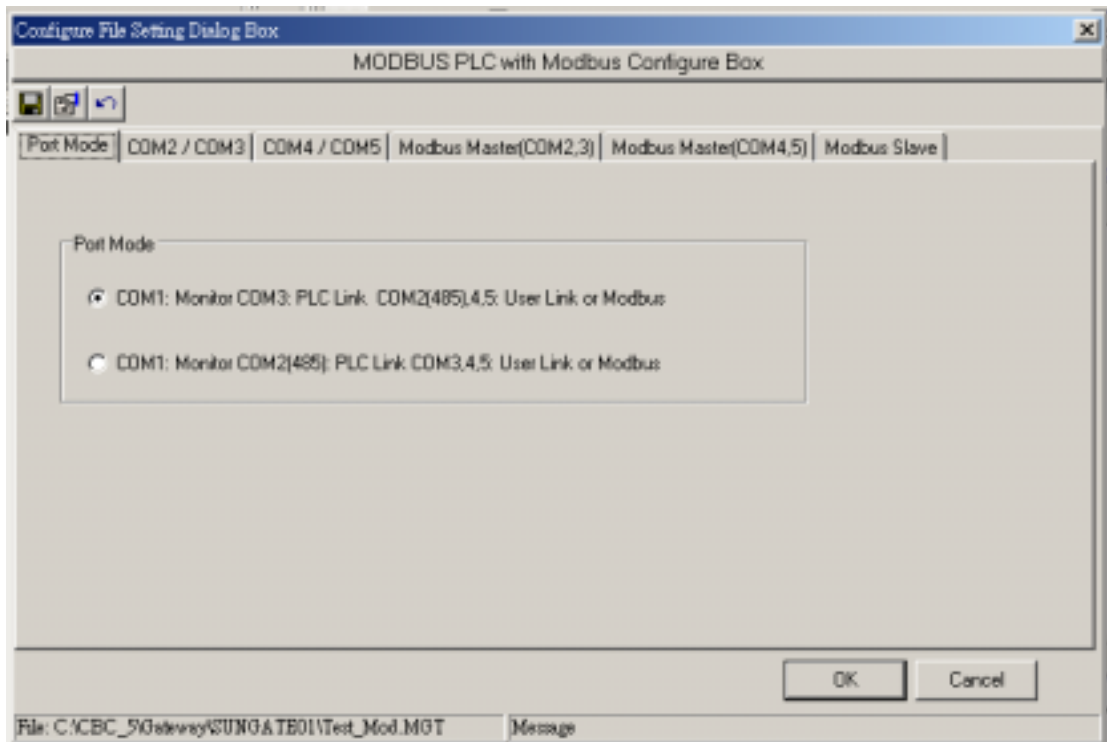 Configure File Setting Dialog Box
MODBUS PLC with Modbus Configure Box
Port Mode COM2 / COM3 COM4 / COM5 Modbus Master(COM2,3) Modbus Master(COM4,5) Modbus Slave
Port Mode
COM1: Monitor COM3: PLC Link COM2(485),4,5: User Link or Modbus
COM1: Monitor COM2(485): PLC Link COM3,4,5: User Link or Modbus
OK Cancel
File: C:\CBC_5\Gateway\SUNGATE01\Test_Mod.MGT Message